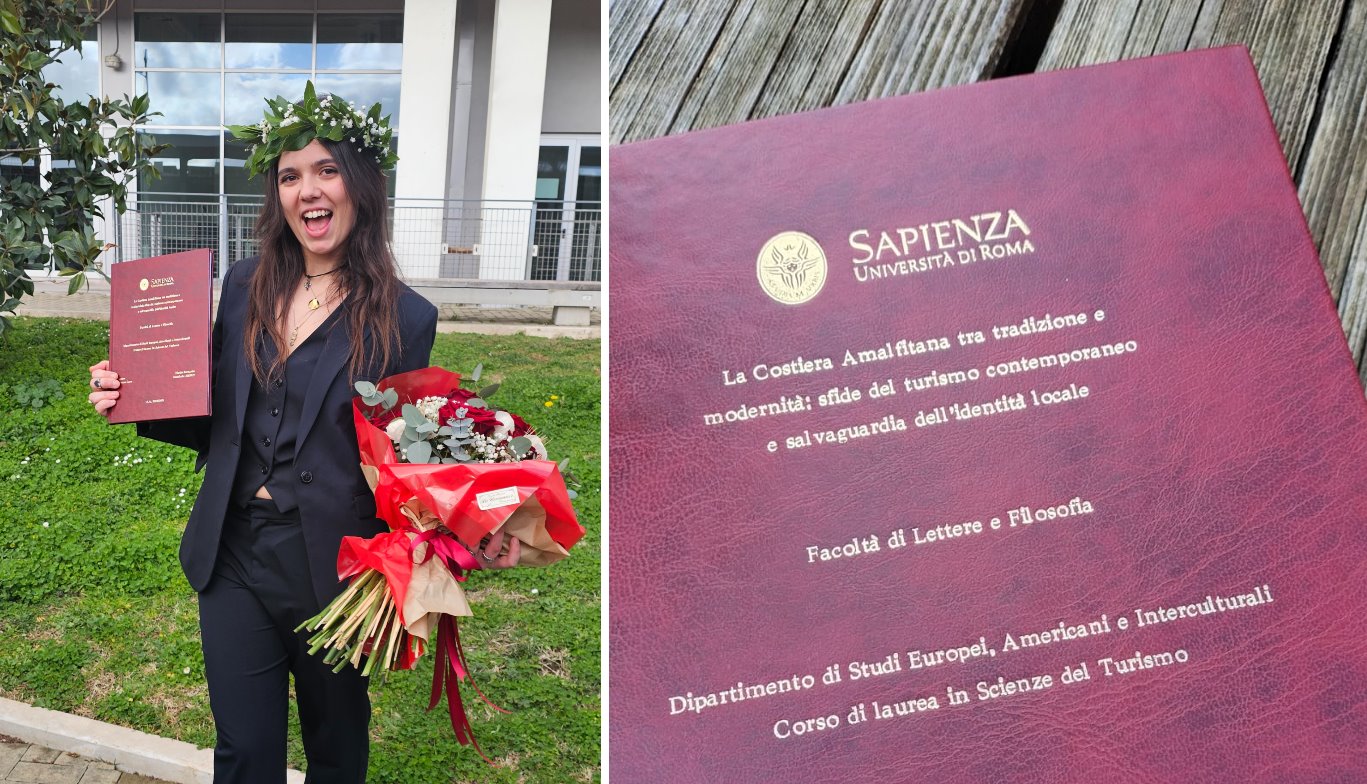 SAPIENZA
SAPIENZA
UNIVERSITÀ DI ROMA
La Costiera Amalfitana tra tradizione e
modernità: sfide del turismo contemporaneo
e salvaguardia dell'identità locale
Facoltà di Lettere e Filosofia
Dipartimento di Studi Europei, Americani e Interculturali
Corso di laurea in Scienze del Turismo